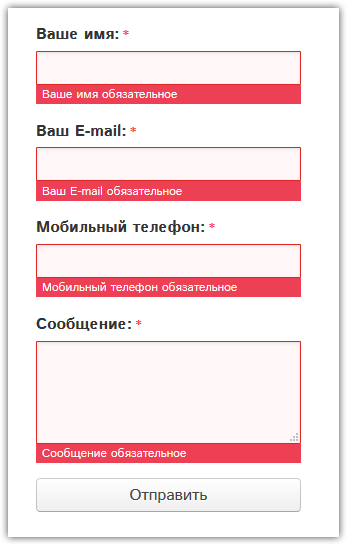 Ваше имя: *
Ваше имя обязательное
Ваш E-mail: *
Ваш E-mail обязательное
Мобильный телефон: *
Мобильный телефон обязательное
Сообщение: *
Сообщение обязательное
Отправить